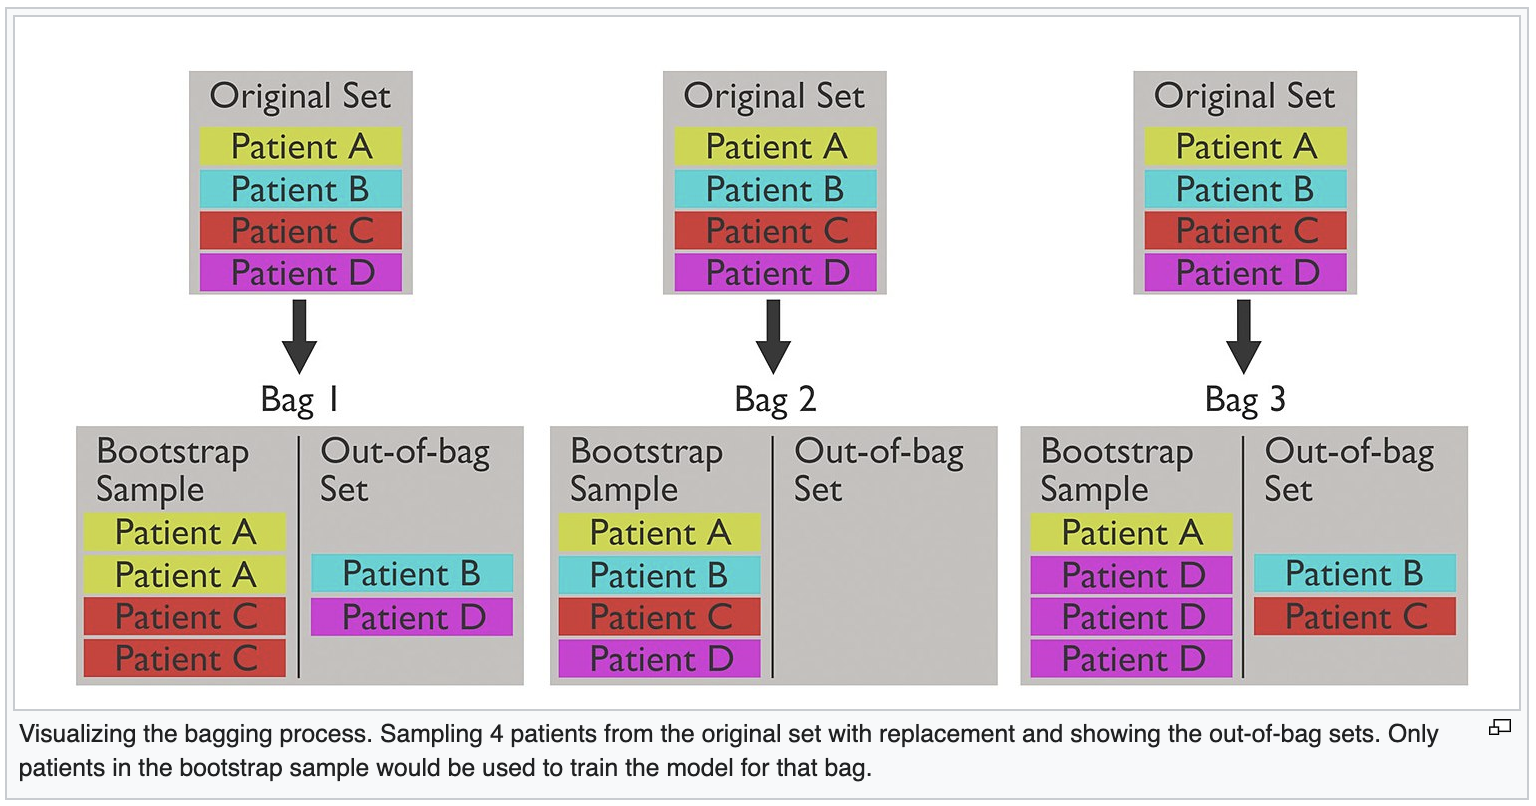 Original Set
Patient A
Patient B
Patient C
Patient D
Original Set
Patient A
Patient B
Patient C
Patient D
Original Set
Patient A
Patient B
Patient C
Patient D
Bag 1
Bootstrap
Sample
Patient A
Patient A
Patient C
Patient C
Out-of-bag
Set
Patient B
Patient D
Bag 2
Bootstrap
Sample
Patient A
Patient B
Patient C
Patient D
Out-of-bag
Set
Bag 3
Bootstrap
Sample
Patient A
Patient D
Patient D
Patient D
Out-of-bag
Set
Patient B
Patient C
Visualizing the bagging process. Sampling 4 patients from the original set with replacement and showing the out-of-bag sets. Only
patients in the bootstrap sample would be used to train the model for that bag.